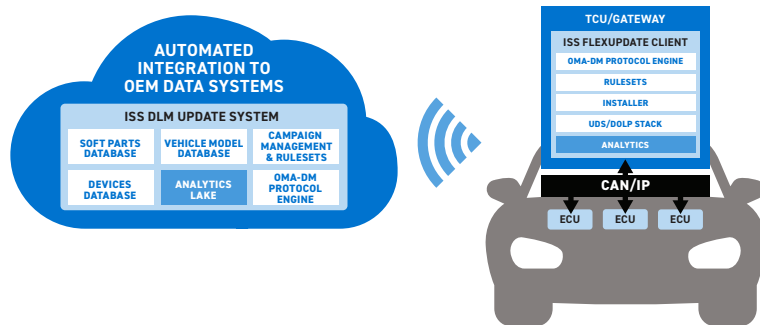 AUTOMATED
INTEGRATION TO
OEM DATA SYSTEMS
ISS DLM UPDATE SYSTEM
SOFT PARTS
DATABASE
VEHICLE MODEL
DATABASE
CAMPAIGN
MANAGEMENT
& RULESETS
DEVICES
DATABASE
ANALYTICS
LAKE
OMA-DM
PROTOCOL
ENGINE
TCU/GATEWAY
ISS FLEXUPDATE CLIENT
OMA-DM PROTOCOL ENGINE
RULESETS
INSTALLER
UDS/DOLP STACK
ANALYTICS
CAN/IP
ECU
ECU
ECU